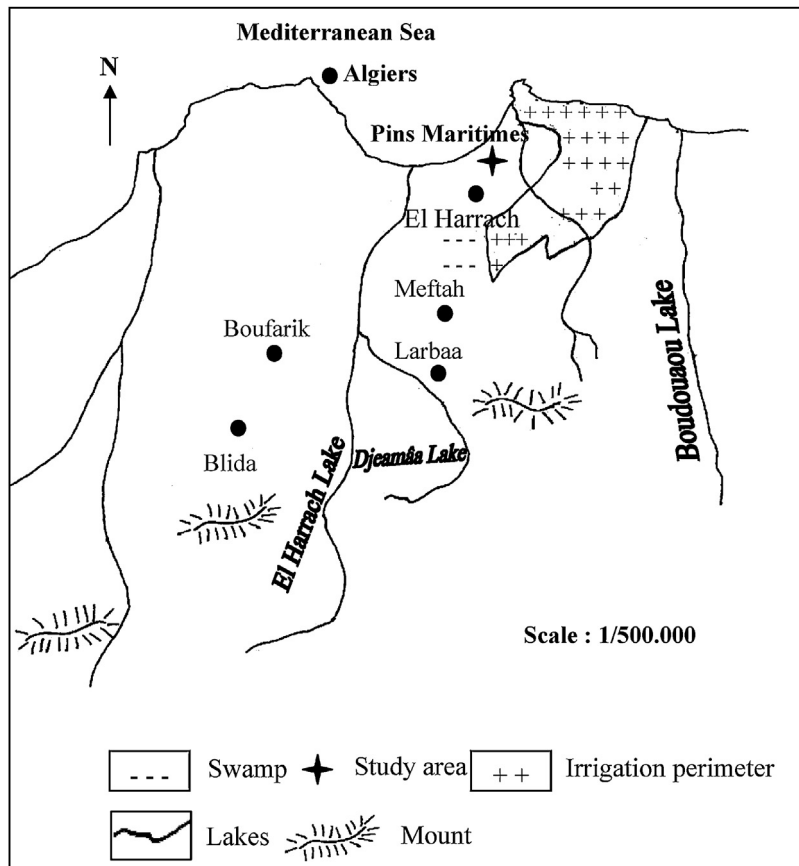 Mediterranean Sea
N
Algiers
Pins Maritimes
El Harrach
Meftah
Boufarik
Larbaa
Blida
Djeamâa Lake
El Harrach Lake
Boudouaou Lake
Scale : 1/500.000
Swamp
Study area
Irrigation perimeter
Lakes
Mount